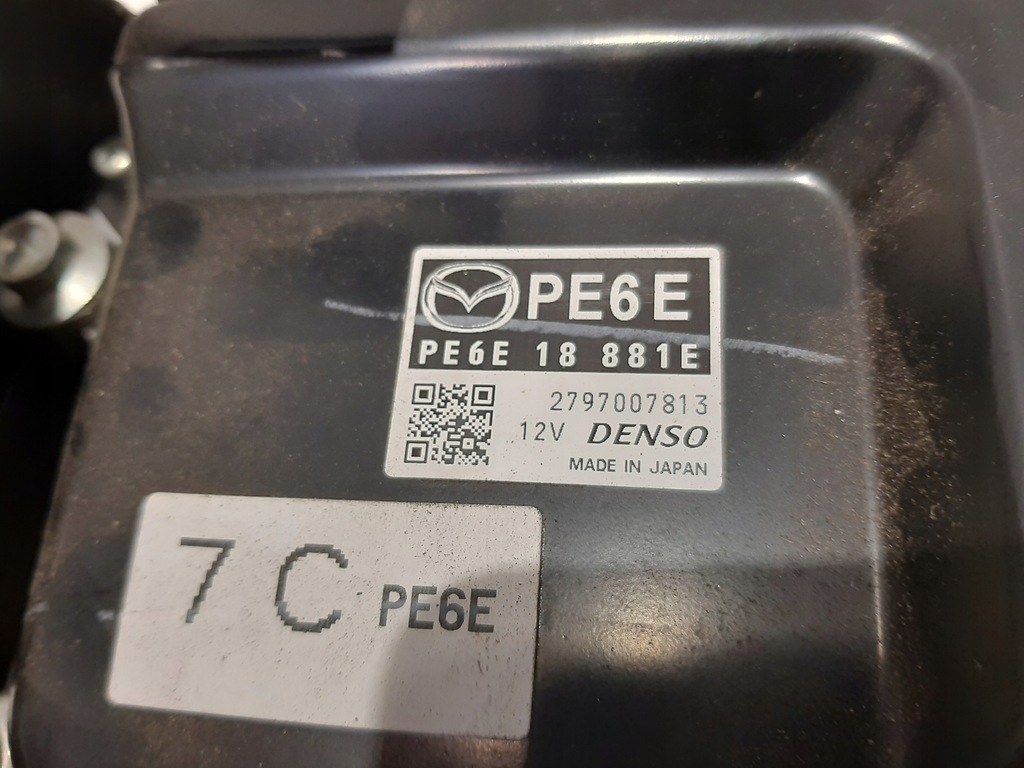 PE6E
PE6E 18 881E
2797007813
12V DENSO
MADE IN JAPAN
7 C PE6E